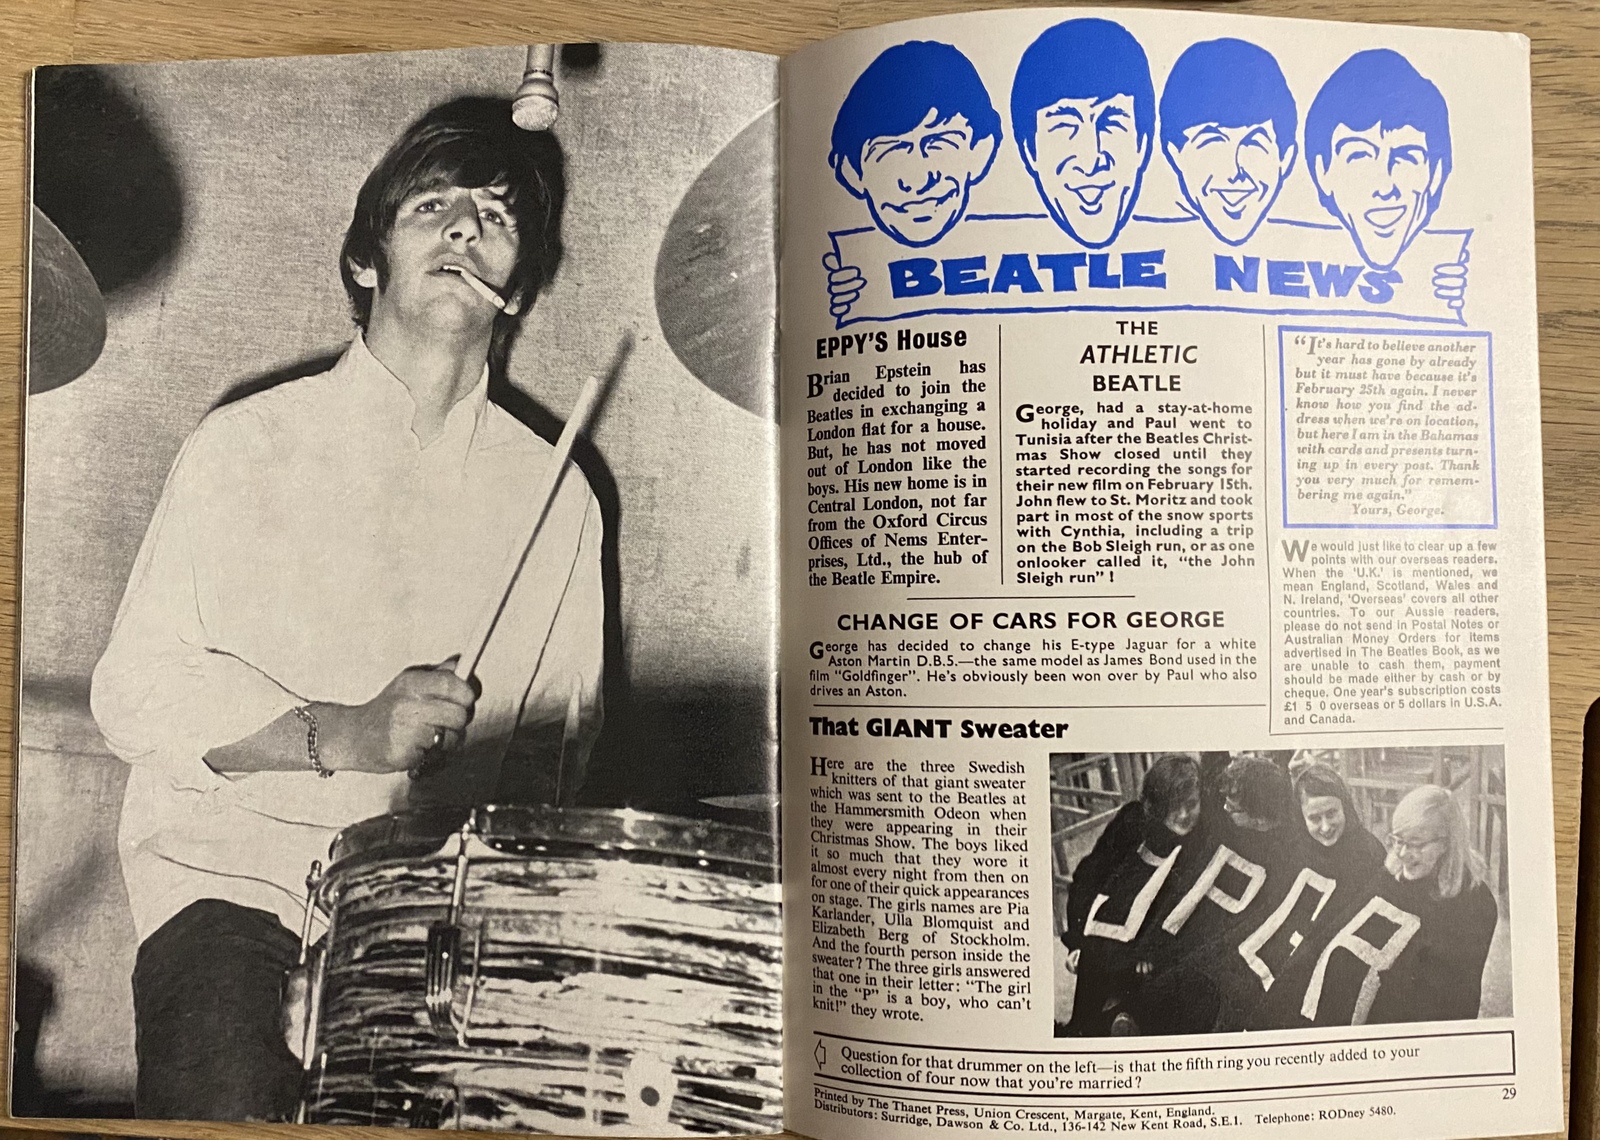 BEATLE NEWS
EPPY'S House
Brian Epstein has
decided to join the
Beatles in exchanging a
London flat for a house.
But, he has not moved
out of London like the
boys. His new home is in
Central London, not far
from the Oxford Circus
Offices of Nems Enter-
prises, Ltd., the hub of
the Beatle Empire.
THE
ATHLETIC
BEATLE
George, had a stay-at-home
holiday and Paul went to
Tunisia after the Beatles Christ-
mas Show closed until they
started recording the songs for
their new film on February 15th.
John flew to St. Moritz and took
part in most of the snow sports
with Cynthia, including a trip
on the Bob Sleigh run, or as one
onlooker called it, "the John
Sleigh run" !
"It's hard to believe another
year has gone by already
but it must have because it's
February 25th again. I never
know how you find the ad-
dress when we're on location,
but here I am in the Bahamas
with cards and presents turn-
ing up in every post. Thank
you very much for remem-
bering me again."
Yours, George.
We would just like to clear up a few
points with our overseas readers.
When the 'U.K.' is mentioned, we
mean England, Scotland, Wales and
N. Ireland, 'Overseas' covers all other
countries. To our Aussie readers,
please do not send in Postal Notes or
Australian Money Orders for items
advertised in The Beatles Book, as we
are unable to cash them, payment
should be made either by cash or by
cheque. One year's subscription costs
£1 5 0 overseas or 5 dollars in U.S.A.
and Canada.
CHANGE OF CARS FOR GEORGE
George has decided to change his E-type Jaguar for a white
Aston Martin D.B.5.—the same model as James Bond used in the
film "Goldfinger". He's obviously been won over by Paul who also
drives an Aston.
That GIANT Sweater
Here are the three Swedish
knitters of that giant sweater
which was sent to the Beatles at
the Hammersmith Odeon when
they were appearing in their
Christmas Show. The boys liked
it so much that they wore it
almost every night from then on
for one of their quick appearances
on stage. The girls names are Pia
Karlander, Ulla Blomquist and
Elizabeth Berg of Stockholm.
And the fourth person inside the
sweater? The three girls answered
that one in their letter: "The girl
in the "P" is a boy, who can't
knit!" they wrote.
JPGR
Question for that drummer on the left—is that the fifth ring you recently added to your
collection of four now that you're married?
29
Printed by The Thanet Press, Union Crescent, Margate, Kent, England.
Distributors: Surridge, Dawson & Co. Ltd., 136-142 New Kent Road, S.E.1. Telephone: RODney 5480.